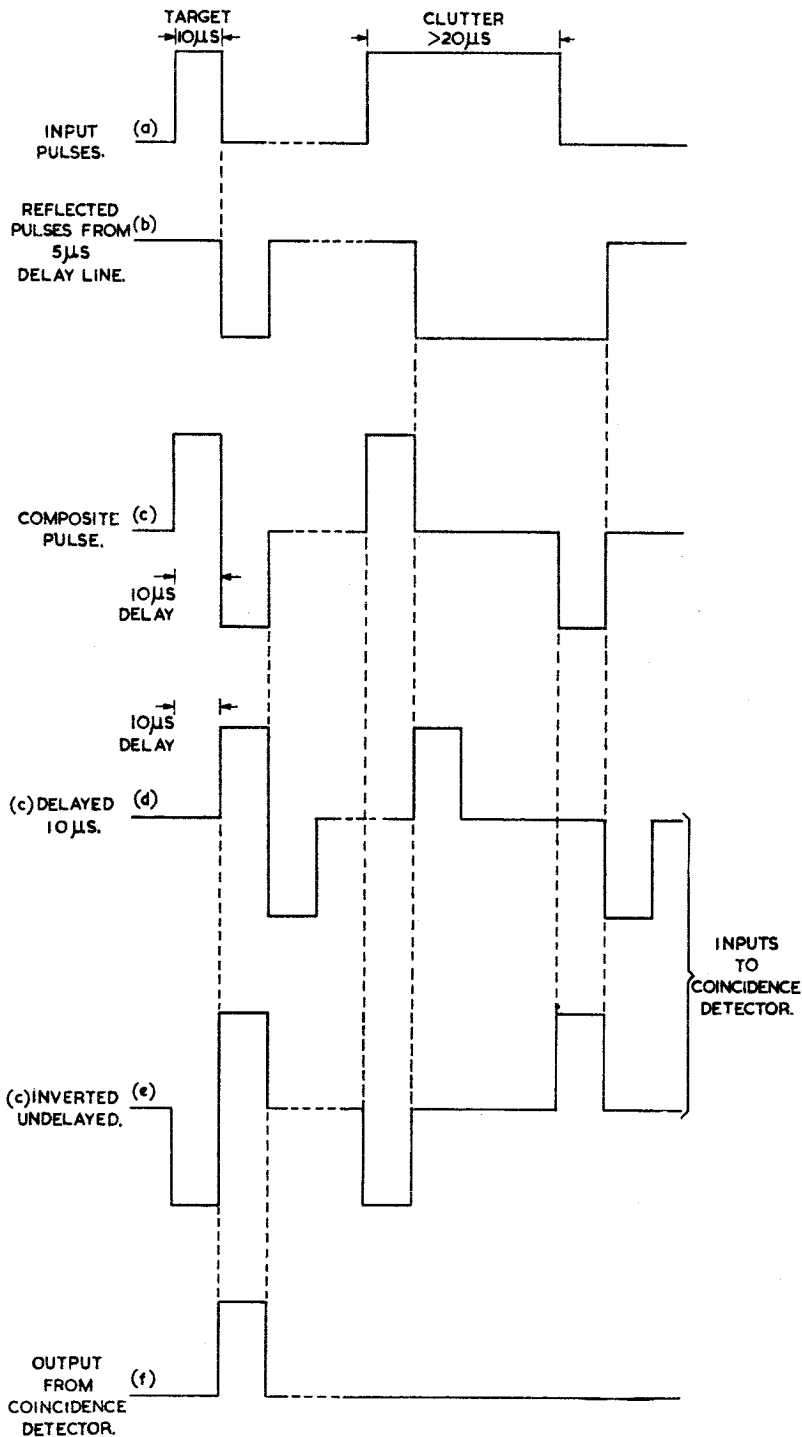 TARGET
10μS
CLUTTER
>20μS
INPUT
PULSES.
(a)
REFLECTED
PULSES FROM
5μS
DELAY LINE.
(b)
COMPOSITE
PULSE.
(c)
10μS
DELAY
10μS
DELAY
(c) DELAYED
10μS.
(d)
INPUTS
TO
COINCIDENCE
DETECTOR.
(c) INVERTED
UNDELAYED.
(e)
OUTPUT
FROM
COINCIDENCE
DETECTOR.
(f)